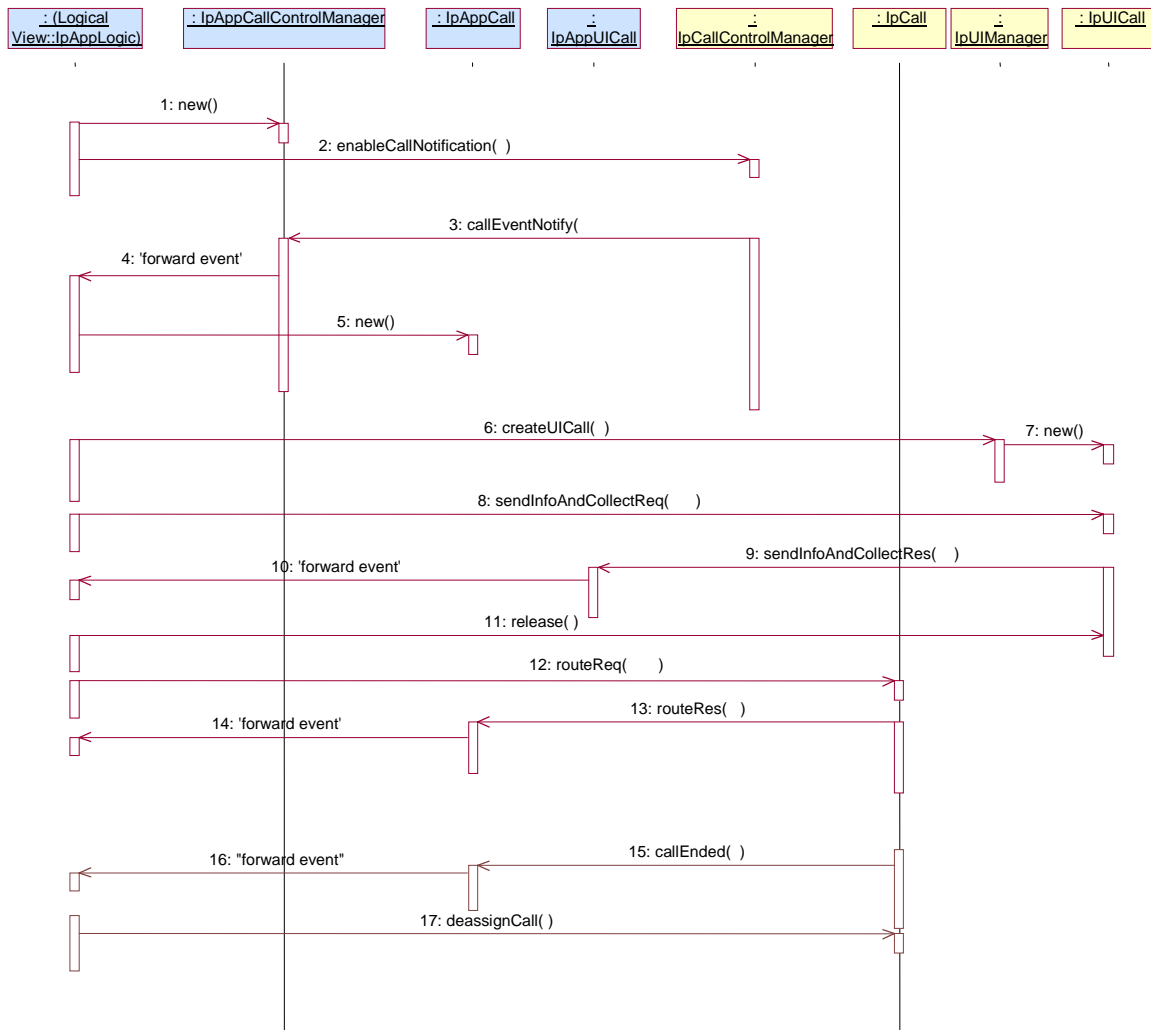 : (Logical
View::IpAppLogic)
: IpAppCallControlManager
: IpAppCall
:
IpAppUICall
:
IpCallControlManager
: IpCall
:
IpUIManager
: IpUICall
1: new()
2: enableCallNotification(  )
3: callEventNotify(
4: 'forward event'
5: new()
6: createUICall(  )
7: new()
8: sendInfoAndCollectReq(      )
9: sendInfoAndCollectRes(    )
10: 'forward event'
11: release( )
12: routeReq(      )
13: routeRes(   )
14: 'forward event'
15: callEnded(  )
16: "forward event"
17: deassignCall( )